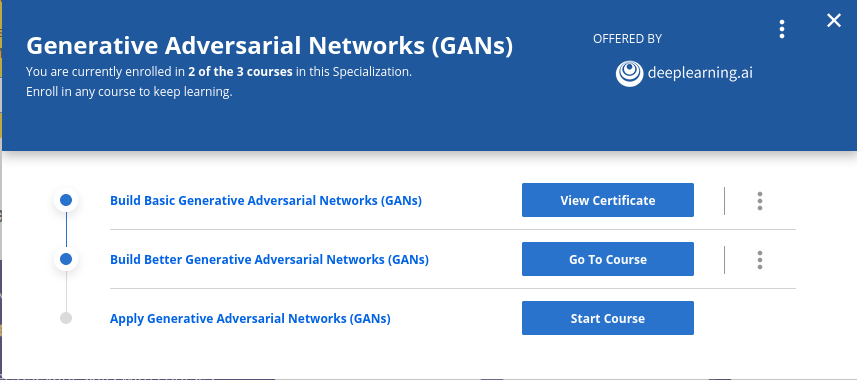 Generative Adversarial Networks (GANs)
You are currently enrolled in 2 of the 3 courses in this Specialization.
Enroll in any course to keep learning.
OFFERED BY
deeplearning.ai
Build Basic Generative Adversarial Networks (GANs)
View Certificate
Build Better Generative Adversarial Networks (GANs)
Go To Course
Apply Generative Adversarial Networks (GANs)
Start Course